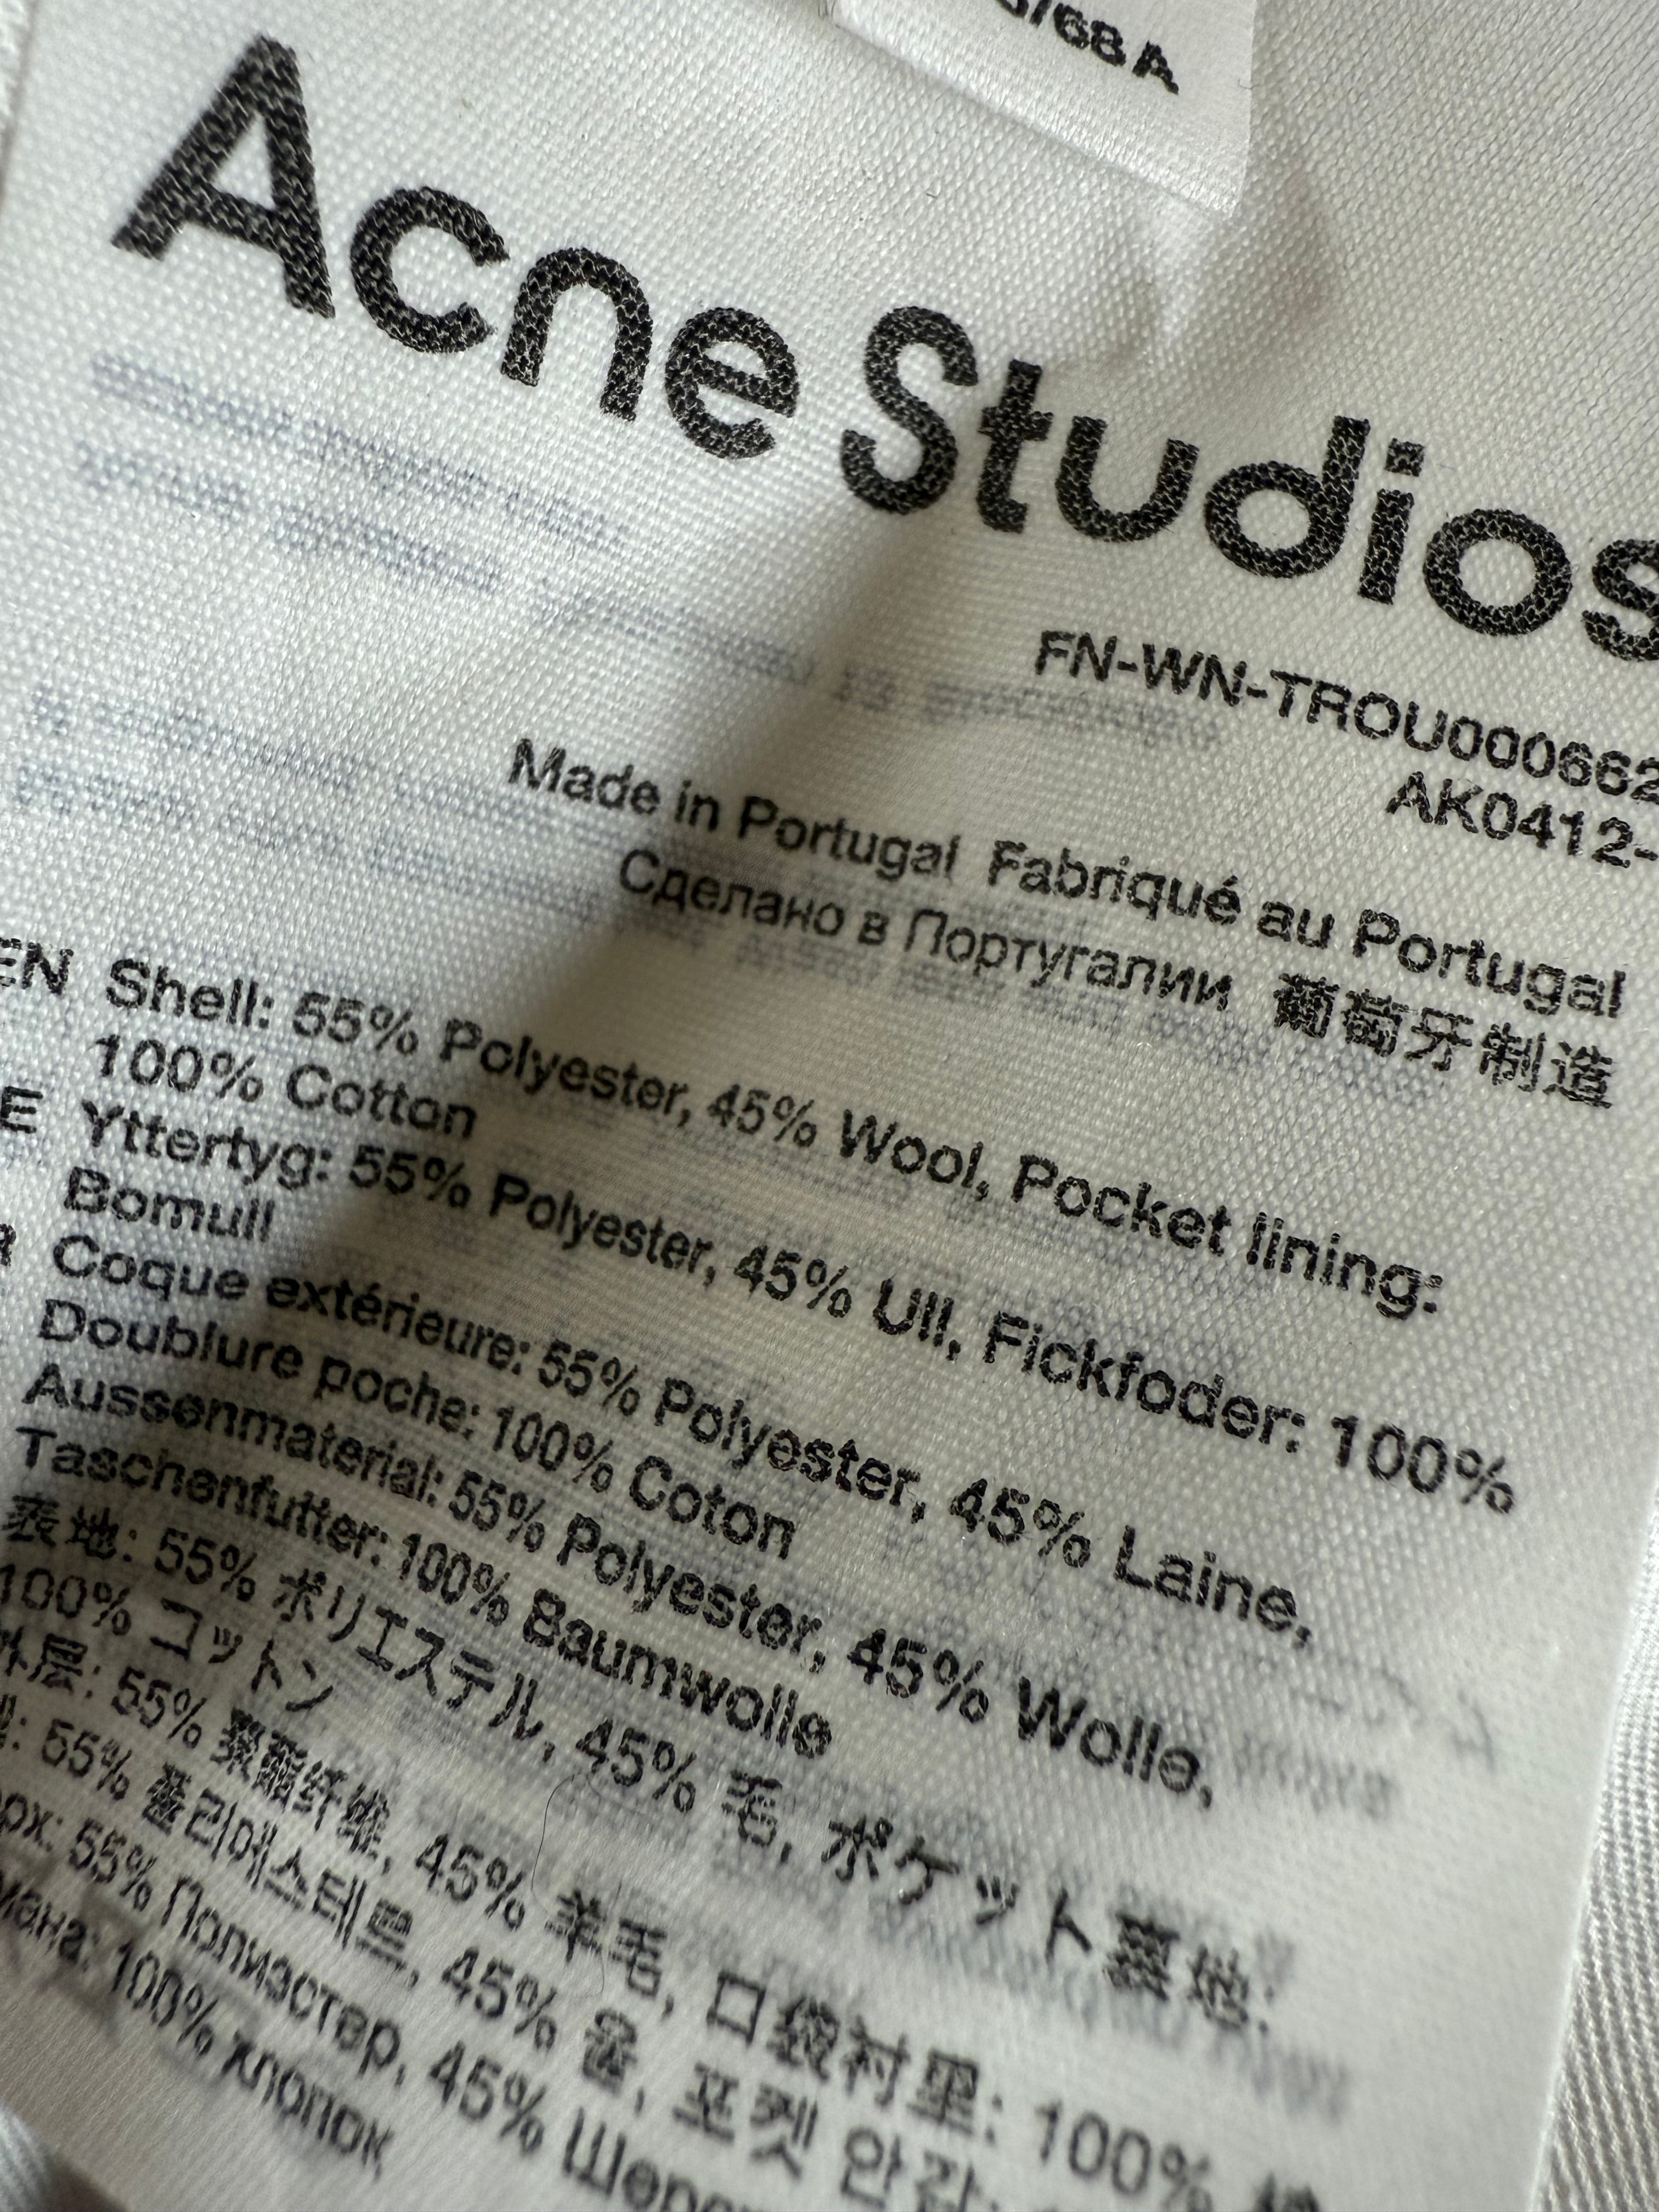 /68A
Acne Studios
FN-WN-TROU000662
AK0412-
Made in Portugal Fabriqué au Portugal
Сделано в Португалии 葡萄牙制造
EN Shell: 55% Polyester, 45% Wool, Pocket lining:
100% Cotton
E Yttertyg: 55% Polyester, 45% Ull, Fickfoder: 100%
Bomull
R Coque extérieure: 55% Polyester, 45% Laine,
Doublure poche: 100% Coton
Aussenmaterial: 55% Polyester, 45% Wolle,
Taschenfutter: 100% Baumwolle
表地: 55% ポリエステル, 45% 毛, ポケット裏地:
100% コットン
外层: 55% 聚酯纤维, 45% 羊毛, 口袋衬里: 100%
: 55% 폴리에스테르, 45% 울, 포켓 안감:
рх: 55% Полиэстер, 45% Шер
мана: 100% хлопок